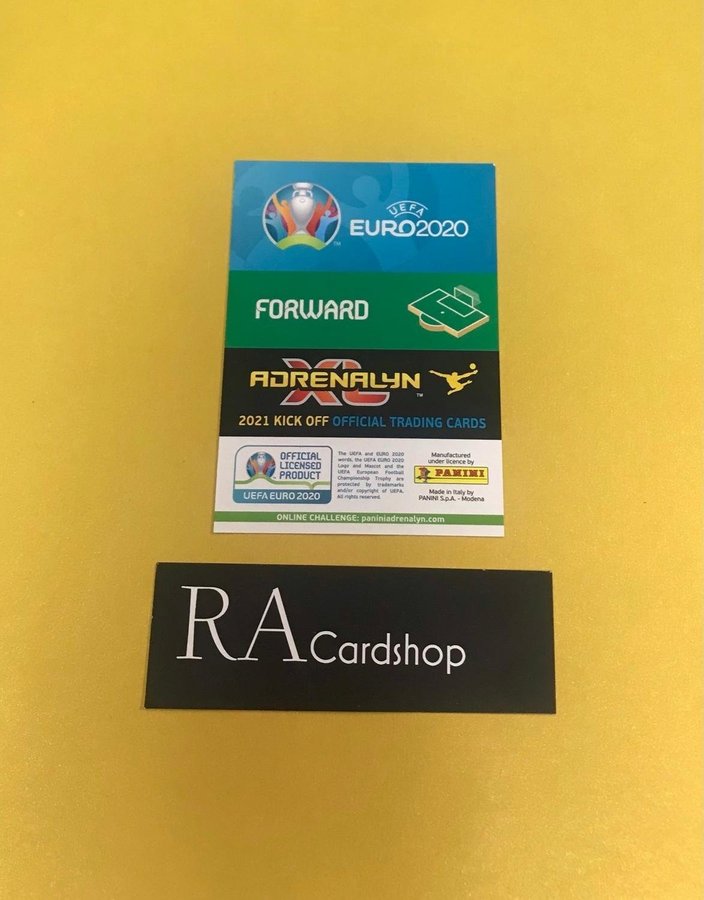 UEFA
EURO2020
™
FORWARD
ADRENALYN
XL
™
2021 KICK OFF OFFICIAL TRADING CARDS
OFFICIAL
LICENSED
PRODUCT
UEFA EURO 2020
The UEFA and EURO 2020
words, the UEFA EURO 2020
Logo and Mascot and the
UEFA European Football
Championship Trophy are
protected by trademarks
and/or copyright of UEFA.
All rights reserved.
Manufactured
under licence by
PANINI
Made in Italy by
PANINI S.p.A. - Modena
ONLINE CHALLENGE: paniniadrenalyn.com
RA Cardshop